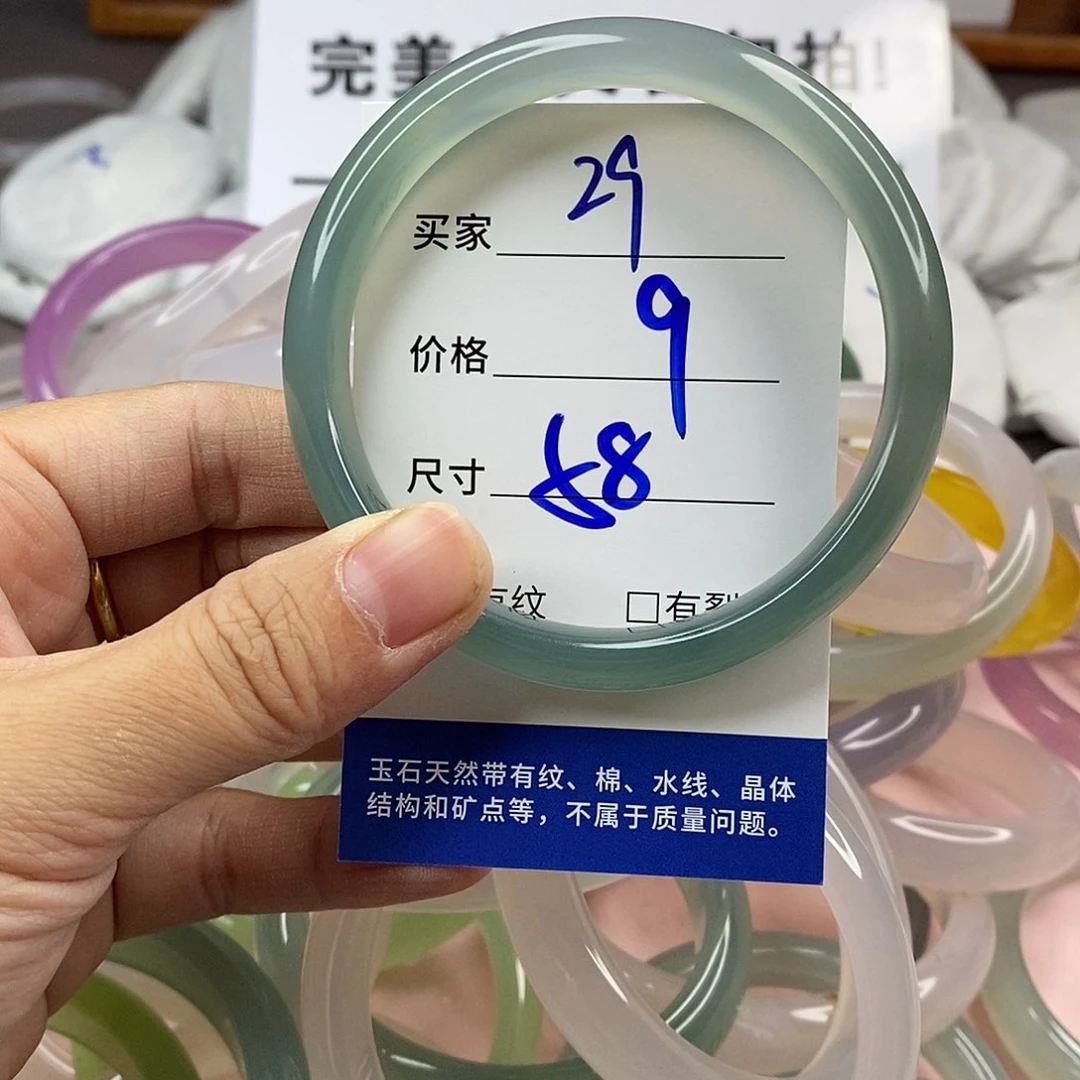 完美 拍!
买家 29
价格 9
尺寸 58
有纹 □有裂
玉石天然带有纹、棉、水线、晶体
结构和矿点等，不属于质量问题。